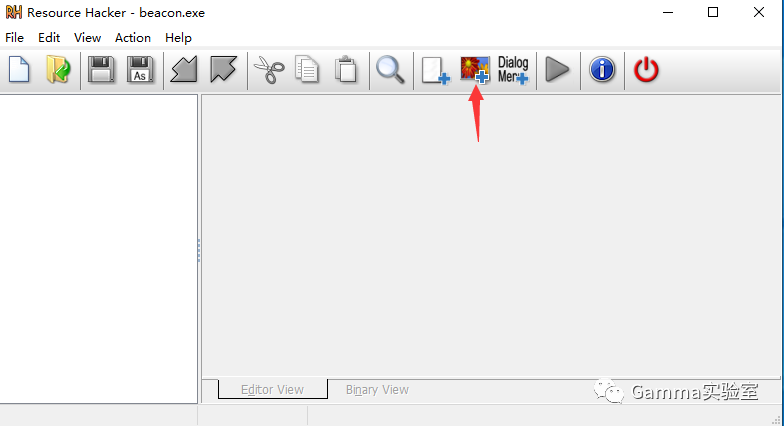 RH Resource Hacker - beacon.exe
File Edit View Action Help
As
Dialog
Men
Editor View Binary View
Gamma实验室